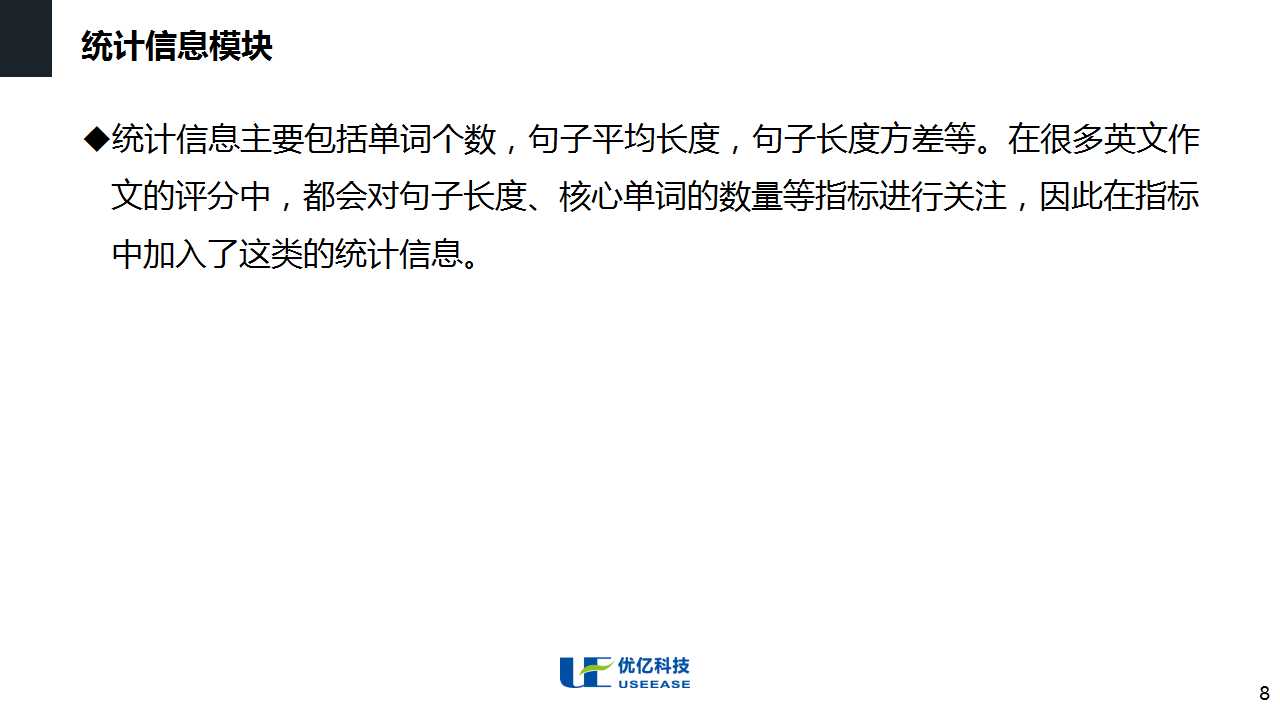 统计信息模块
◆统计信息主要包括单词个数，句子平均长度，句子长度方差等。在很多英文作
文的评分中，都会对句子长度、核心单词的数量等指标进行关注，因此在指标
中加入了这类的统计信息。
UE 优亿科技
USEEASE
8